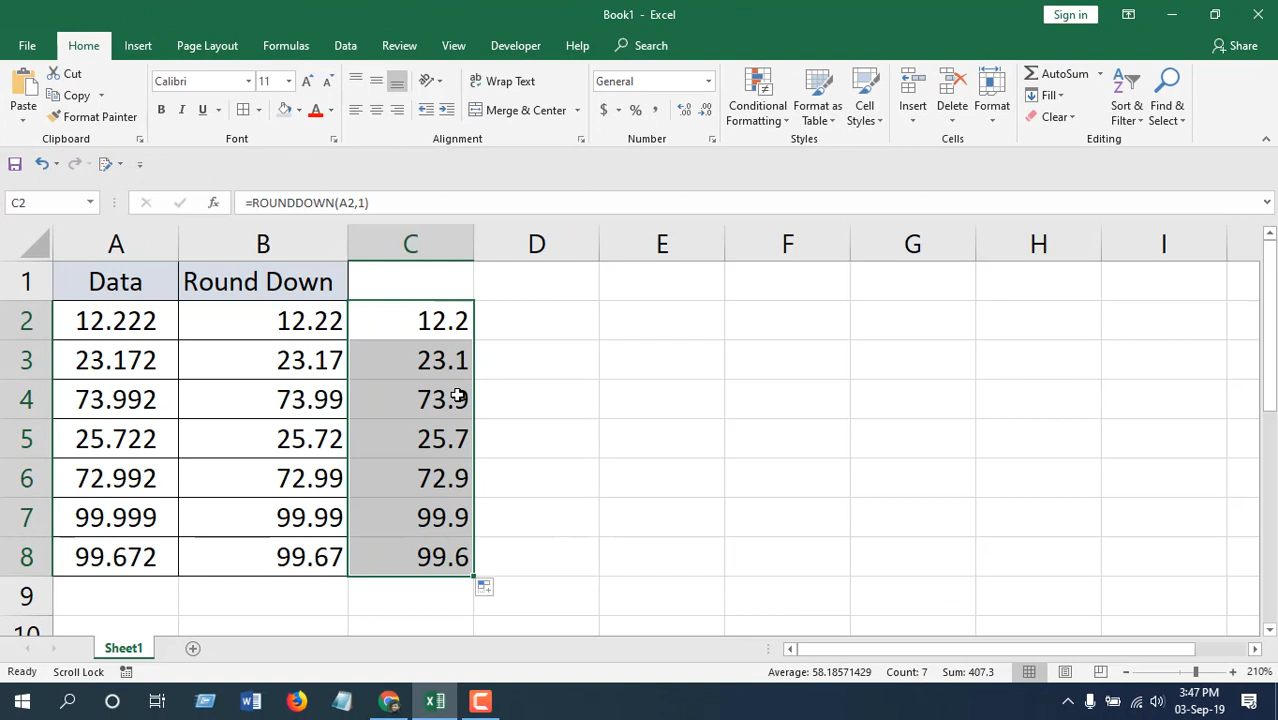 Book1 - Excel
Sign in
File Home Insert Page Layout Formulas Data Review View Developer Help Search Share
Paste
Cut
Copy
Format Painter
Clipboard
Calibri 11
B I U
Font
Wrap Text
Merge & Center
Alignment
General
$ % ,
Number
Conditional Formatting
Format as Table
Cell Styles
Styles
Insert
Delete
Format
Cells
AutoSum
Fill
Clear
Sort & Filter
Find & Select
Editing
C2 fx =ROUNDDOWN(A2,1)
A B C D E F G H I
1 Data Round Down
2 12.222 12.22 12.2
3 23.172 23.17 23.1
4 73.992 73.99 73.9
5 25.722 25.72 25.7
6 72.992 72.99 72.9
7 99.999 99.99 99.9
8 99.672 99.67 99.6
9
10
Sheet1
Ready Scroll Lock Average: 58.18571429 Count: 7 Sum: 407.3 210%
3:47 PM
03-Sep-19